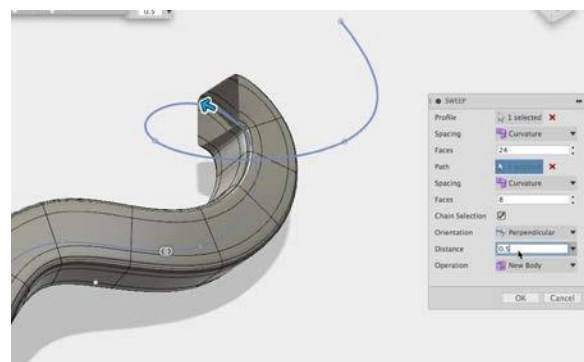 0.5
SWEEP
Profile 1 selected
Spacing Curvature
Faces 24
Path
Spacing Curvature
Faces 8
Chain Selection
Orientation Perpendicular
Distance 0.5
Operation New Body
OK Cancel